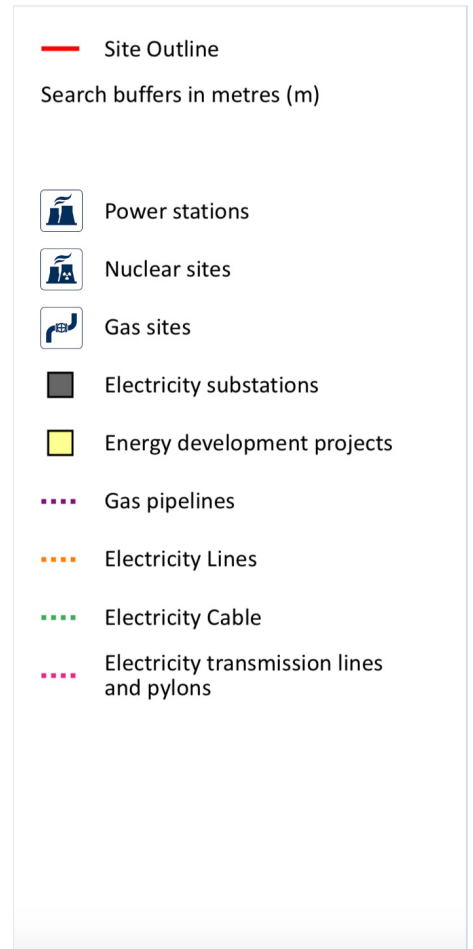 Site Outline
Search buffers in metres (m)
Power stations
Nuclear sites
Gas sites
Electricity substations
Energy development projects
Gas pipelines
Electricity Lines
Electricity Cable
Electricity transmission lines
and pylons